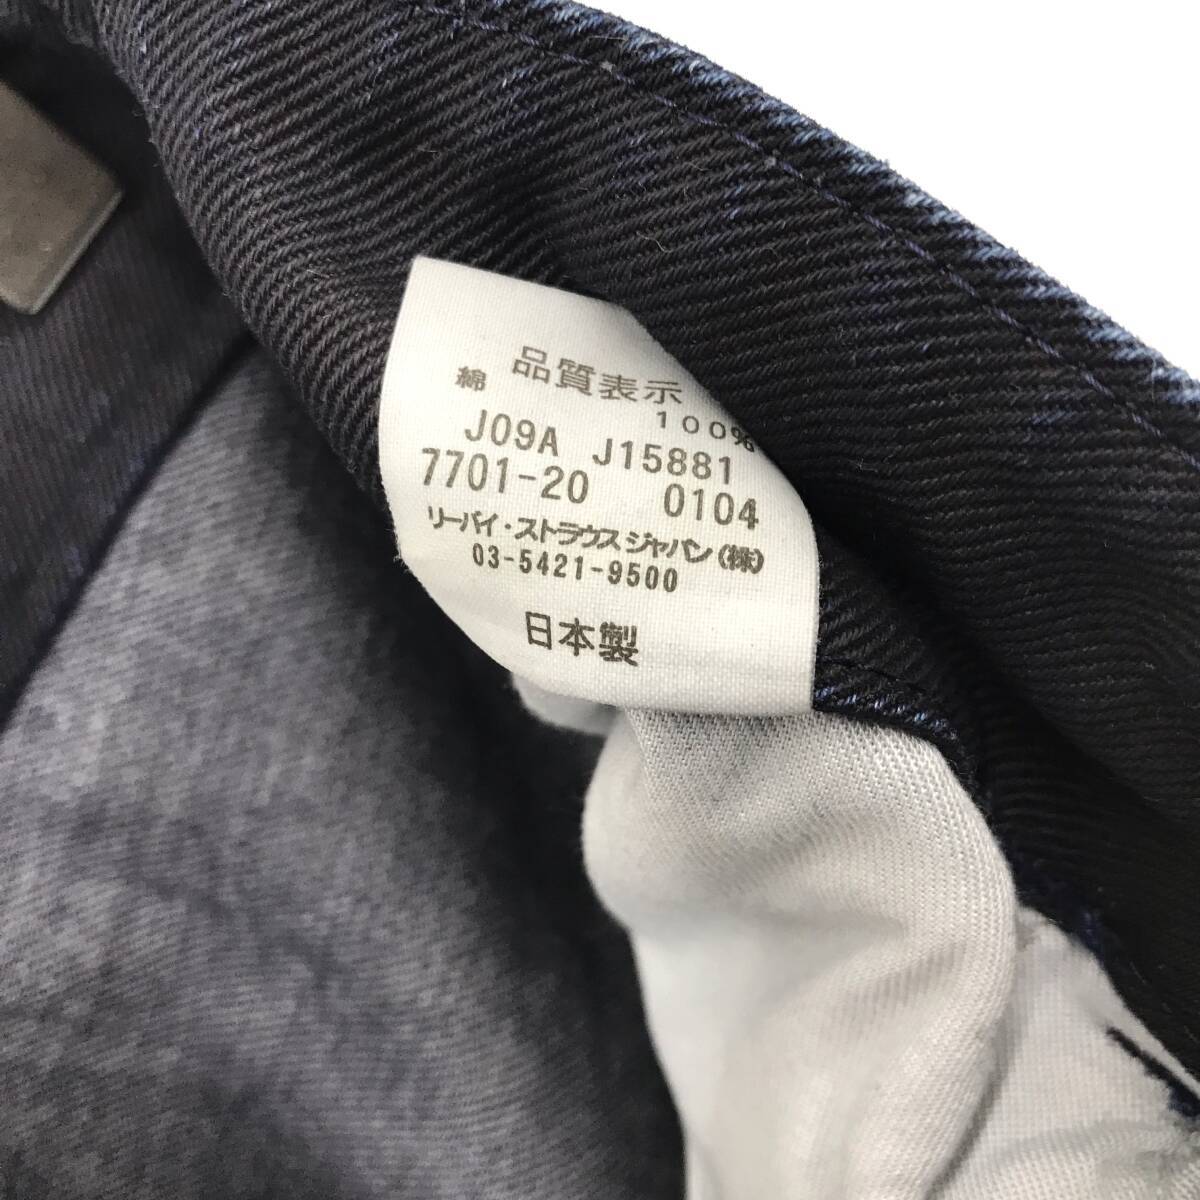 品質表示
綿 100%
J09A J15881
7701-20 0104
リーバイ・ストラウス ジャパン(株)
03-5421-9500
日本製